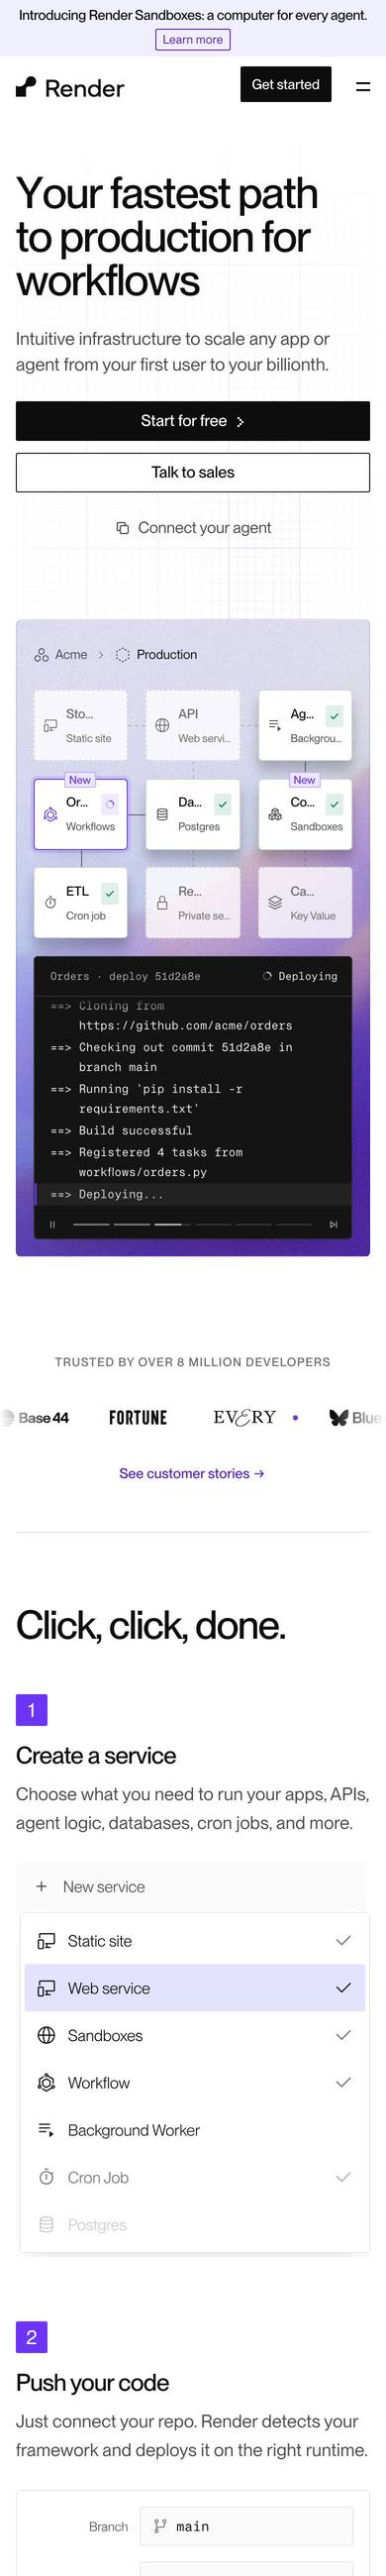 Introducing Render Sandboxes: a computer for every agent.
Learn more
Render
Get started
Your fastest path
to production for
workflows
Intuitive infrastructure to scale any app or
agent from your first user to your billionth.
Start for free
Talk to sales
Connect your agent
Acme
Production
Sto...
Static site
API
Web servi...
Ag...
Backgrou...
New
Or...
Workflows
Da...
Postgres
New
Co...
Sandboxes
ETL
Cron job
Re...
Private se...
Ca...
Key Value
Orders · deploy 51d2a8e
Deploying
==> Cloning from
https://github.com/acme/orders
==> Checking out commit 51d2a8e in
branch main
==> Running 'pip install -r
requirements.txt'
==> Build successful
==> Registered 4 tasks from
workflows/orders.py
==> Deploying...
TRUSTED BY OVER 8 MILLION DEVELOPERS
Base44
FORTUNE
EVERY
Blue
See customer stories →
Click, click, done.
1
Create a service
Choose what you need to run your apps, APIs,
agent logic, databases, cron jobs, and more.
+ New service
Static site
Web service
Sandboxes
Workflow
Background Worker
Cron Job
Postgres
2
Push your code
Just connect your repo. Render detects your
framework and deploys it on the right runtime.
Branch
main